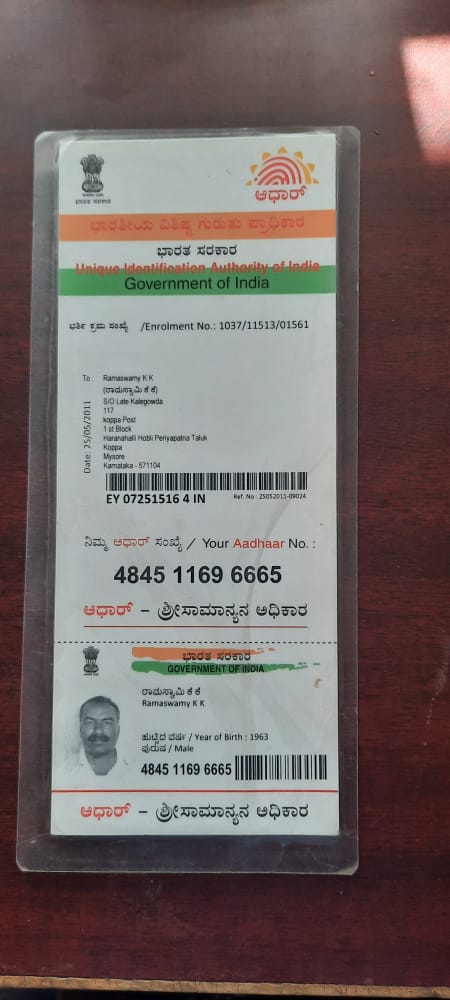 ಭಾರತ ಸರಕಾರ
ಆಧಾರ್
ಭಾರತೀಯ ವಿಶಿಷ್ಟ ಗುರುತು ಪ್ರಾಧಿಕಾರ
ಭಾರತ ಸರಕಾರ
Unique Identification Authority of India
Government of India
ಭರ್ತಿ ಕ್ರಮ ಸಂಖ್ಯೆ /Enrolment No.: 1037/11513/01561
Date: 25/05/2011
To
Ramaswamy K K
(ರಾಮಸ್ವಾಮಿ ಕೆ ಕೆ)
S/O Late Kalegowda
117
koppa Post
1 st Block
Haranahalli Hobli Periyapatna Taluk
Koppa
Mysore
Karnataka - 571104
EY 07251516 4 IN
Ref. No : 25052011-09024
ನಿಮ್ಮ ಆಧಾರ್ ಸಂಖ್ಯೆ / Your Aadhaar No. :
4845 1169 6665
ಆಧಾರ್ – ಶ್ರೀಸಾಮಾನ್ಯನ ಅಧಿಕಾರ
ಭಾರತ ಸರಕಾರ
GOVERNMENT OF INDIA
ರಾಮಸ್ವಾಮಿ ಕೆ ಕೆ
Ramaswamy K K
ಹುಟ್ಟಿದ ವರ್ಷ / Year of Birth : 1963
ಪುರುಷ / Male
4845 1169 6665
ಆಧಾರ್ – ಶ್ರೀಸಾಮಾನ್ಯನ ಅಧಿಕಾರ